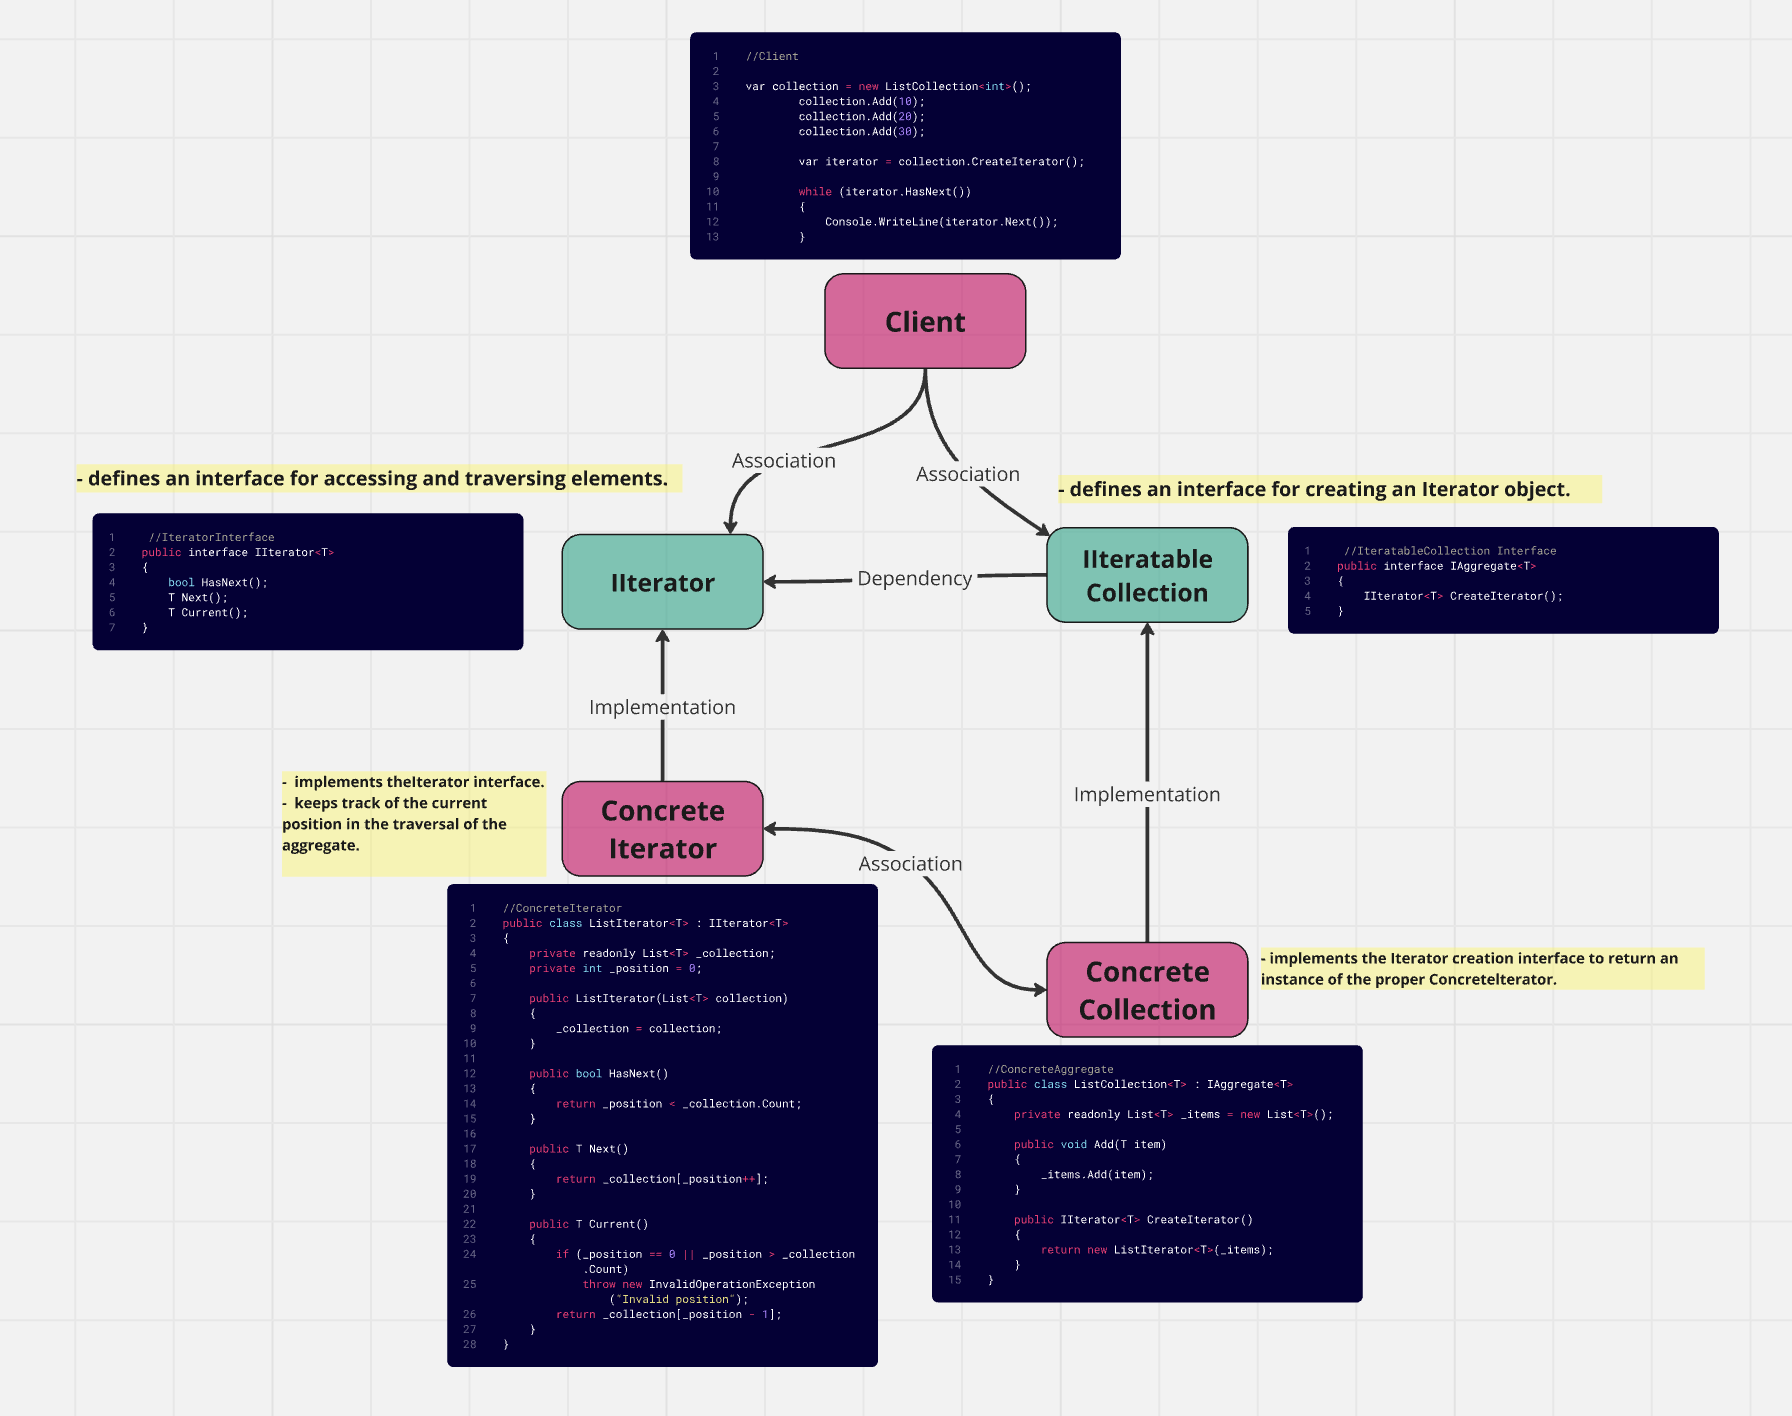 1 //Client
2
3 var collection = new ListCollection<int>();
4 collection.Add(10);
5 collection.Add(20);
6 collection.Add(30);
7
8 var iterator = collection.CreateIterator();
9
10 while (iterator.HasNext())
11 {
12 Console.WriteLine(iterator.Next());
13 }
Client
Association
Association
- defines an interface for accessing and traversing elements.
- defines an interface for creating an Iterator object.
1 //IteratorInterface
2 public interface IIterator<T>
3 {
4 bool HasNext();
5 T Next();
6 T Current();
7 }
IIterator
Dependency
IIteratable
Collection
1 //IteratableCollection Interface
2 public interface IAggregate<T>
3 {
4 IIterator<T> CreateIterator();
5 }
Implementation
Implementation
- implements theIterator interface.
- keeps track of the current
position in the traversal of the
aggregate.
Concrete
Iterator
Association
Concrete
Collection
- implements the Iterator creation interface to return an
instance of the proper ConcreteIterator.
1 //ConcreteIterator
2 public class ListIterator<T> : IIterator<T>
3 {
4 private readonly List<T> _collection;
5 private int _position = 0;
6
7 public ListIterator(List<T> collection)
8 {
9 _collection = collection;
10 }
11
12 public bool HasNext()
13 {
14 return _position < _collection.Count;
15 }
16
17 public T Next()
18 {
19 return _collection[_position++];
20 }
21
22 public T Current()
23 {
24 if (_position == 0 || _position > _collection
.Count)
25 throw new InvalidOperationException
("Invalid position");
26 return _collection[_position - 1];
27 }
28 }
1 //ConcreteAggregate
2 public class ListCollection<T> : IAggregate<T>
3 {
4 private readonly List<T> _items = new List<T>();
5
6 public void Add(T item)
7 {
8 _items.Add(item);
9 }
10
11 public IIterator<T> CreateIterator()
12 {
13 return new ListIterator<T>(_items);
14 }
15 }